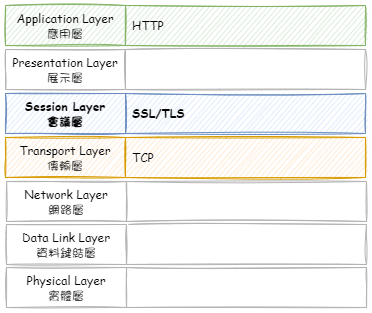 Application Layer
應用層
HTTP
Presentation Layer
展示層
Session Layer
會議層
SSL/TLS
Transport Layer
傳輸層
TCP
Network Layer
網路層
Data Link Layer
資料鏈結層
Physical Layer
實體層